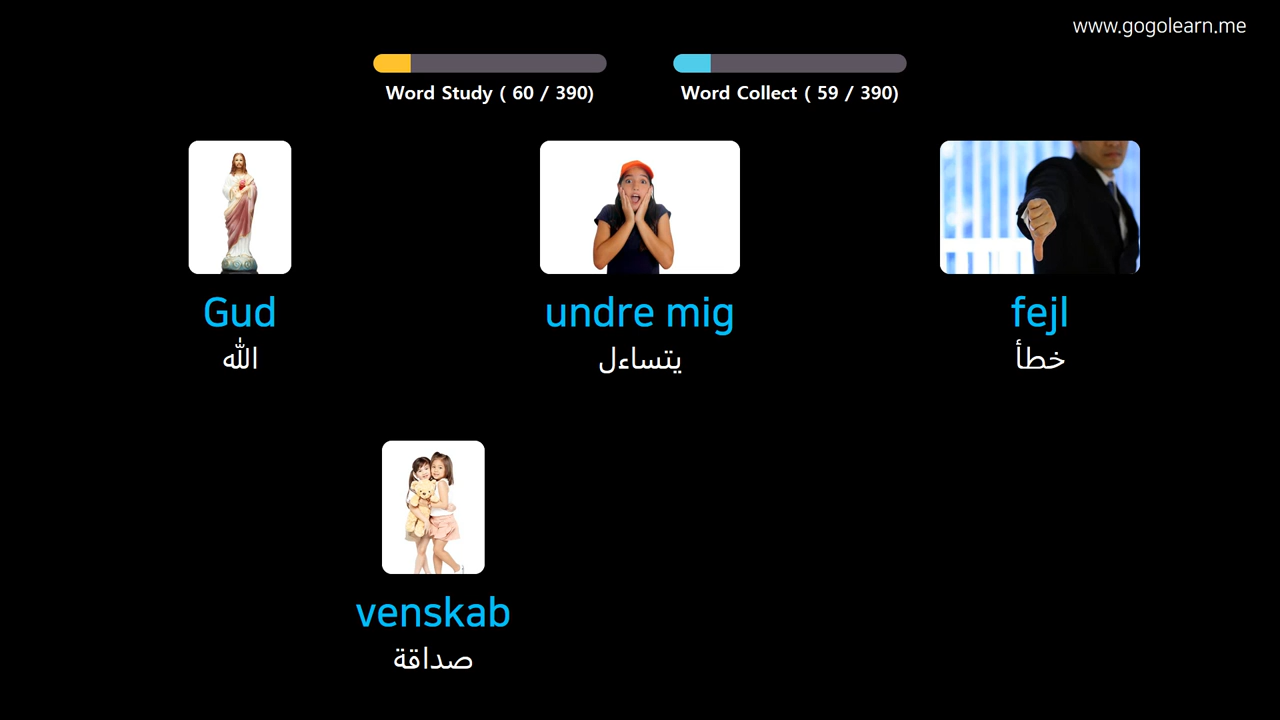 www.gogolearn.me
Word Study ( 60 / 390)
Word Collect ( 59 / 390)
Gud
الله
undre mig
يتساءل
fejl
خطأ
venskab
صداقة